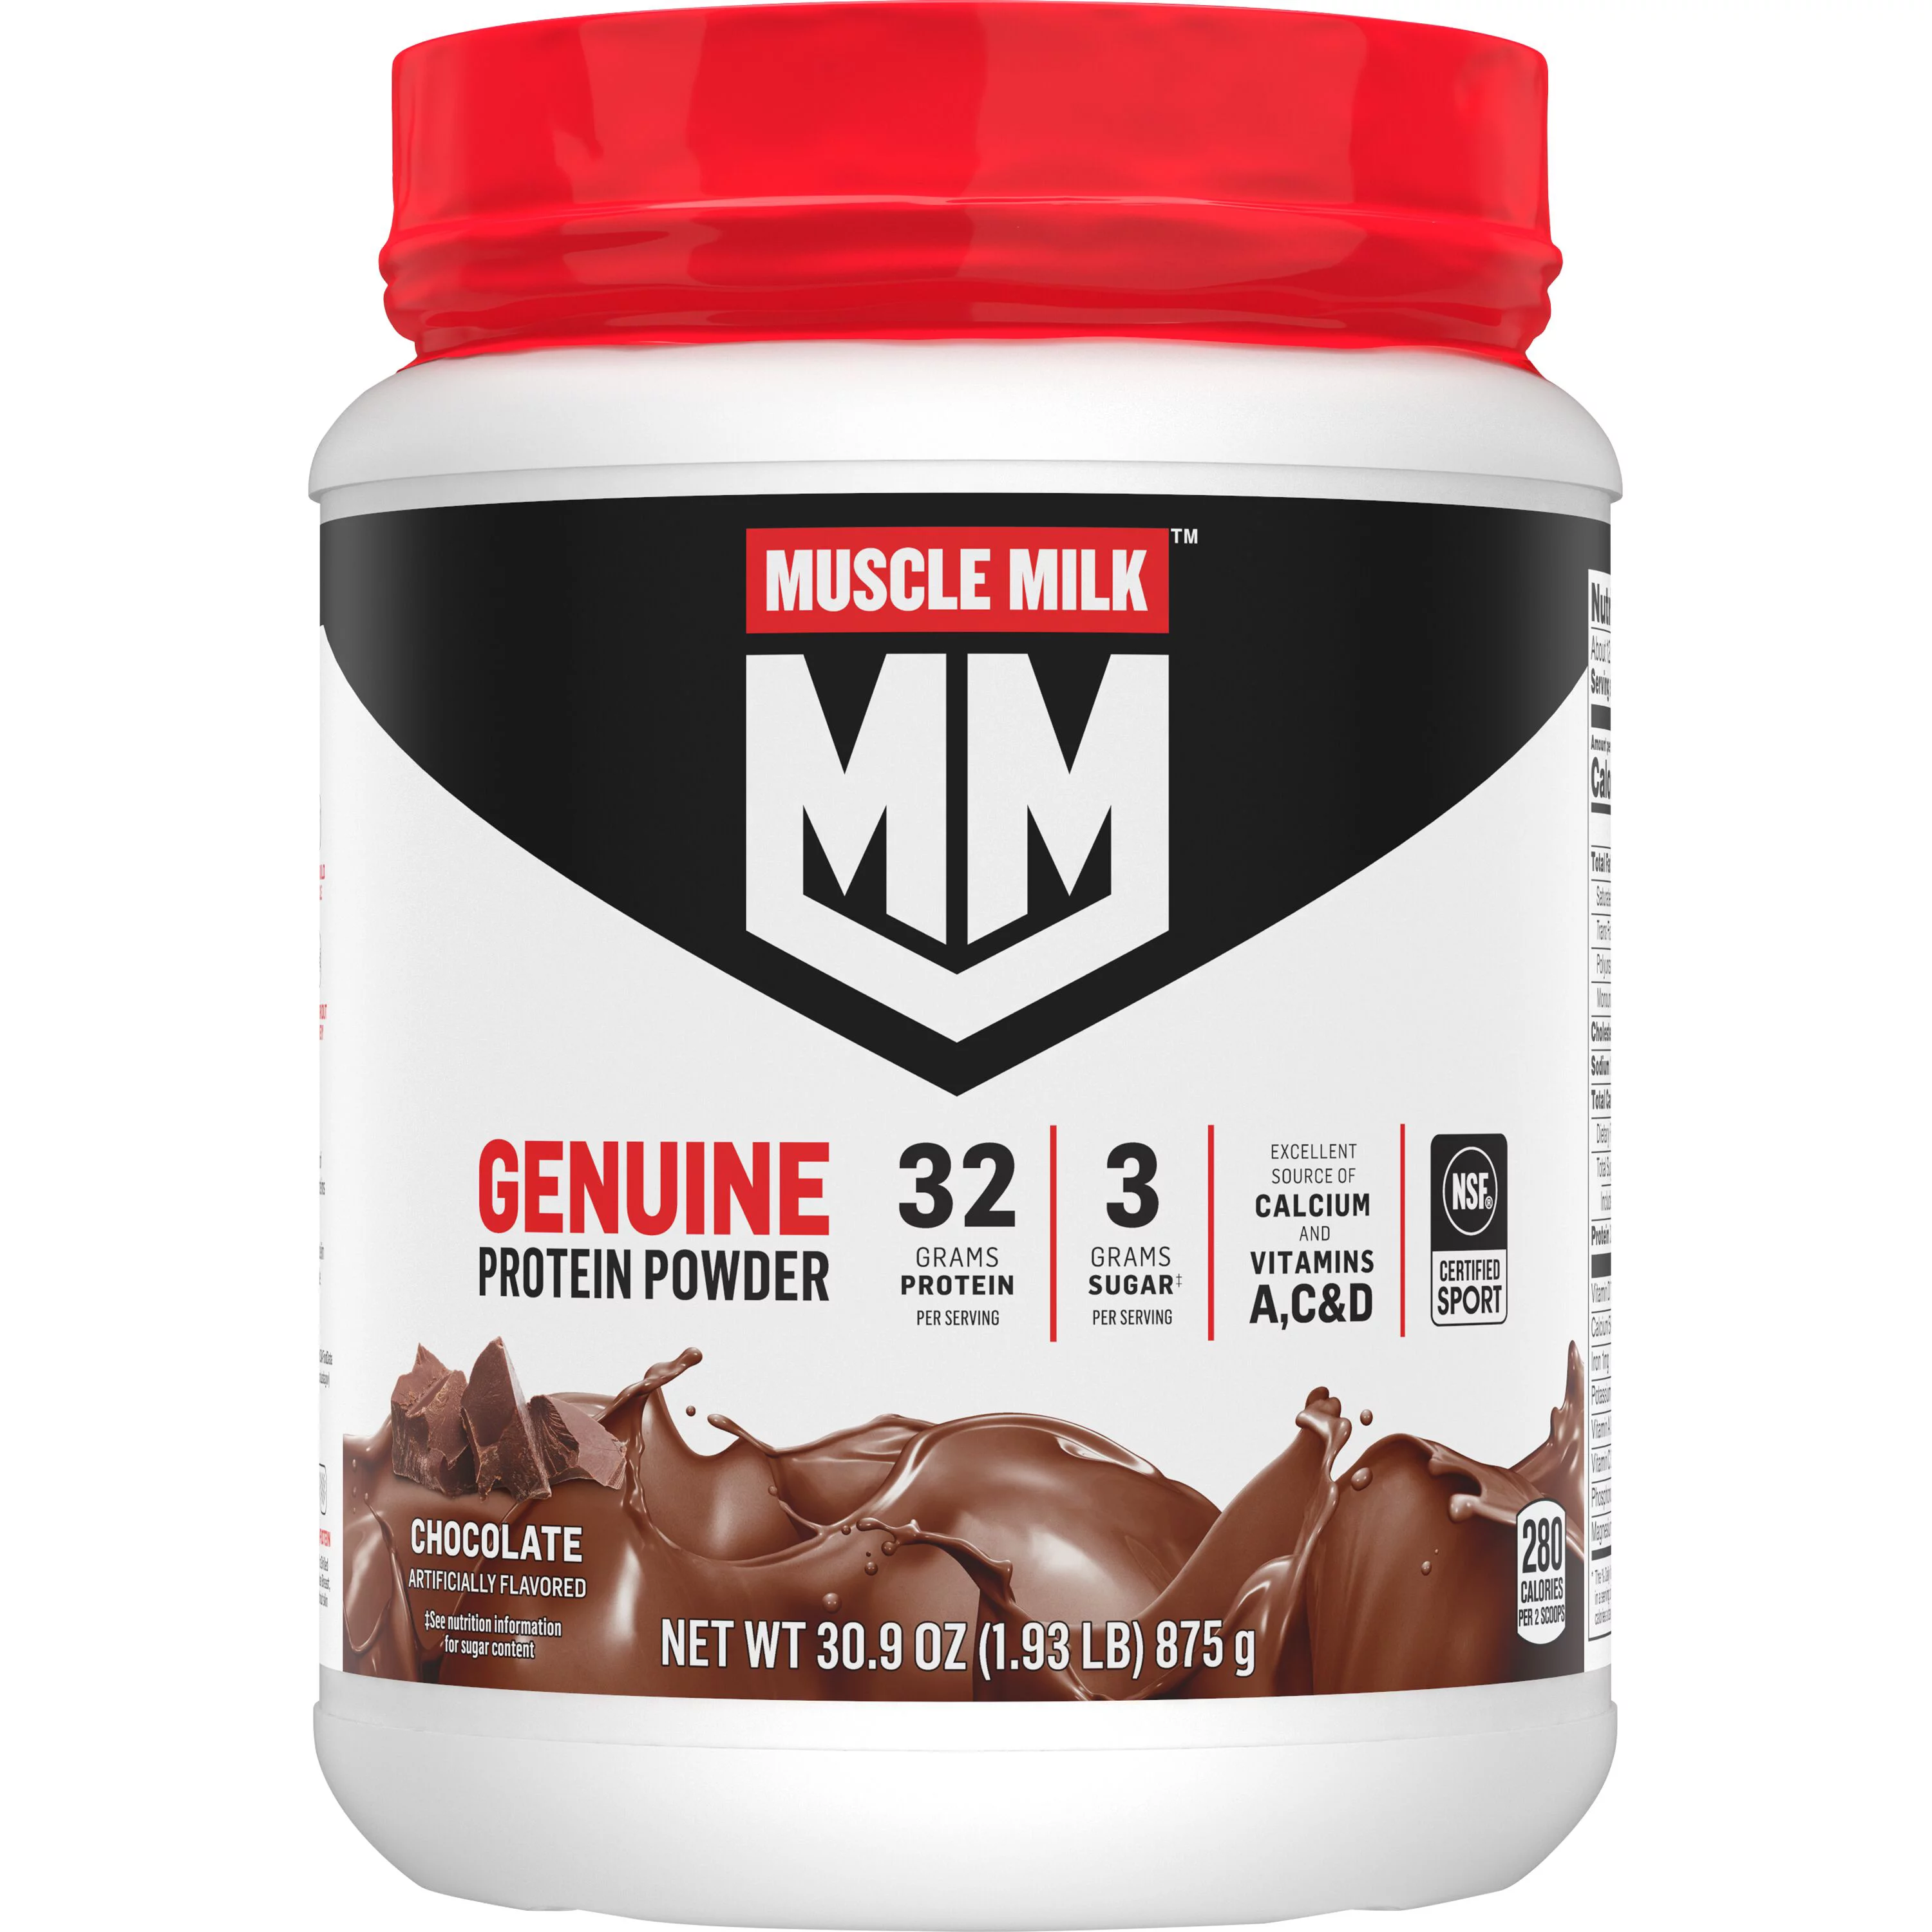 MUSCLE MILK™
MM
GENUINE
PROTEIN POWDER
32
GRAMS
PROTEIN
PER SERVING
3
GRAMS
SUGAR‡
PER SERVING
EXCELLENT
SOURCE OF
CALCIUM
AND
VITAMINS
A,C&D
NSF®
CERTIFIED
SPORT
CHOCOLATE
ARTIFICIALLY FLAVORED
‡See nutrition information
for sugar content
NET WT 30.9 OZ (1.93 LB) 875 g
280
CALORIES
PER 2 SCOOPS